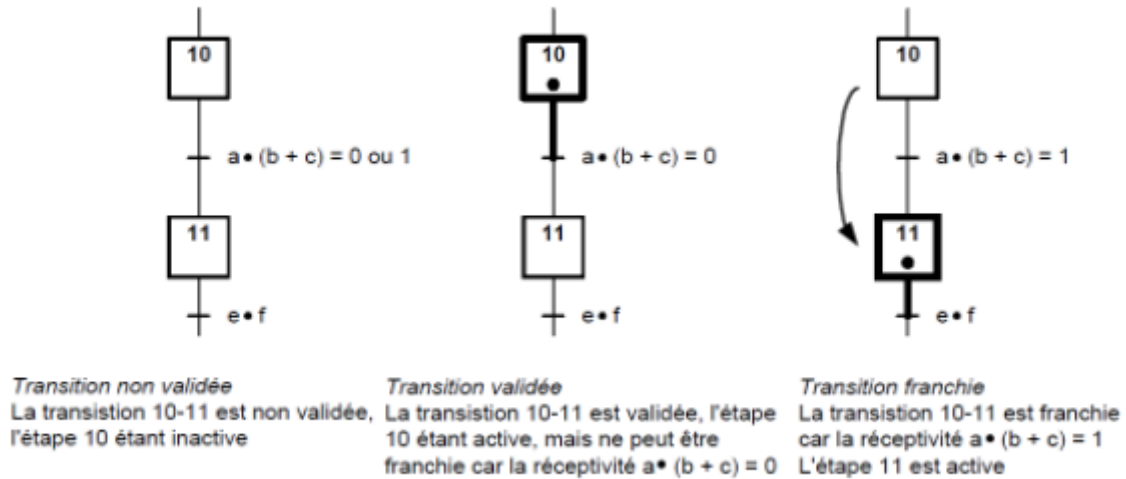 10
a• (b + c) = 0 ou 1
11
e•f
Transition non validée
La transistion 10-11 est non validée,
l'étape 10 étant inactive
10
a• (b + c) = 0
11
e•f
Transition validée
La transistion 10-11 est validée, l'étape
10 étant active, mais ne peut être
franchie car la réceptivité a• (b + c) = 0
10
a• (b + c) = 1
11
e•f
Transition franchie
La transistion 10-11 est franchie
car la réceptivité a• (b + c) = 1
L'étape 11 est active